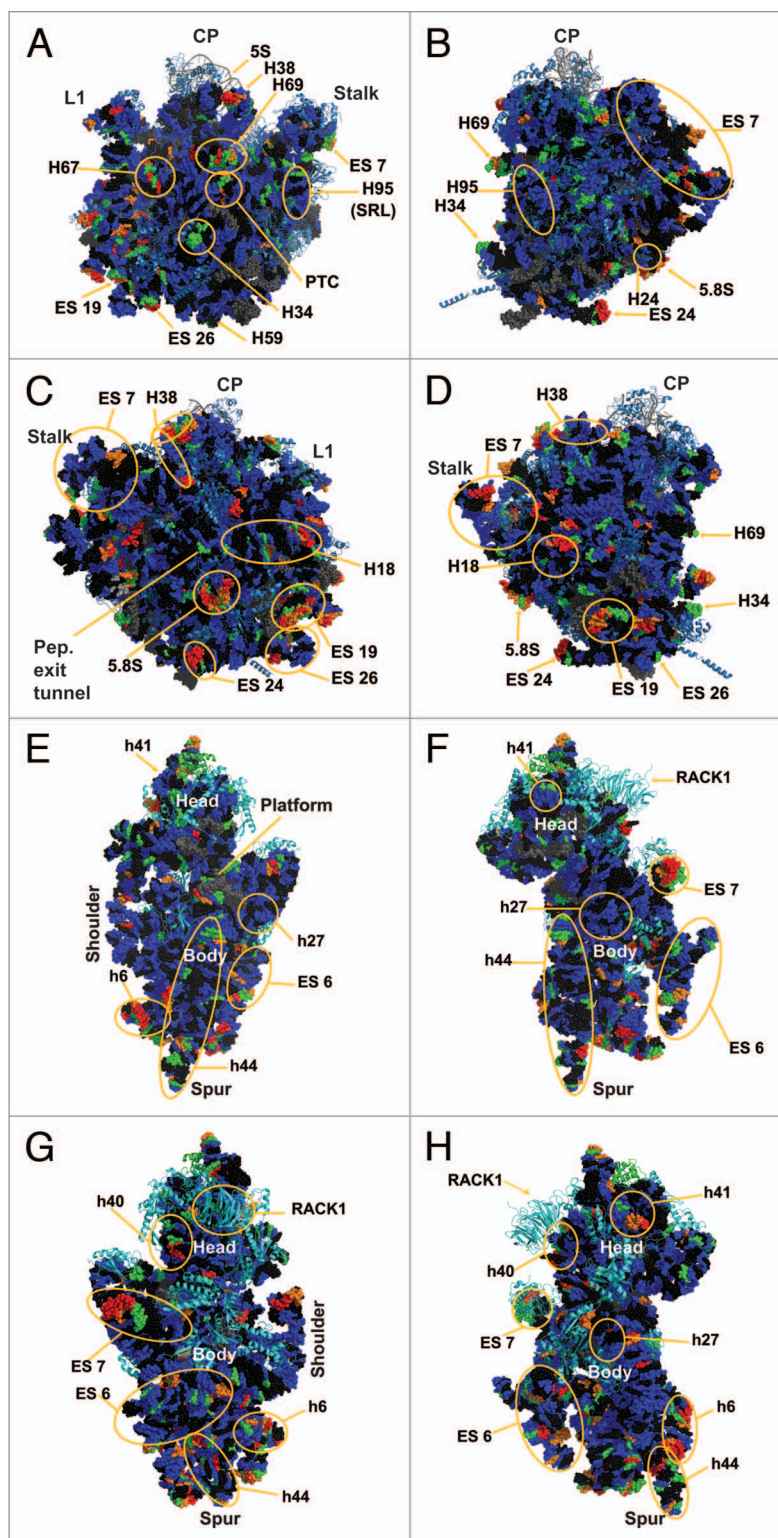 A
CP
5S
H38
H69
L1
Stalk
ES 7
H67
H95
(SRL)
PTC
H34
ES 19
ES 26
H59
B
CP
ES 7
H69
H95
H34
5.8S
H24
ES 24
C
CP
ES 7
H38
Stalk
L1
H18
Pep.
exit
tunnel
5.8S
ES 24
ES 19
ES 26
D
CP
H38
ES 7
Stalk
H69
H18
H34
5.8S
ES 24
ES 19
ES 26
E
h41
Head
Platform
Shoulder
h27
Body
h6
ES 6
h44
Spur
F
h41
RACK1
Head
ES 7
h27
Body
h44
ES 6
Spur
G
h40
RACK1
Head
Shoulder
ES 7
Body
ES 6
h6
h44
Spur
H
RACK1
h41
Head
h40
ES 7
h27
Body
h6
ES 6
h44
Spur